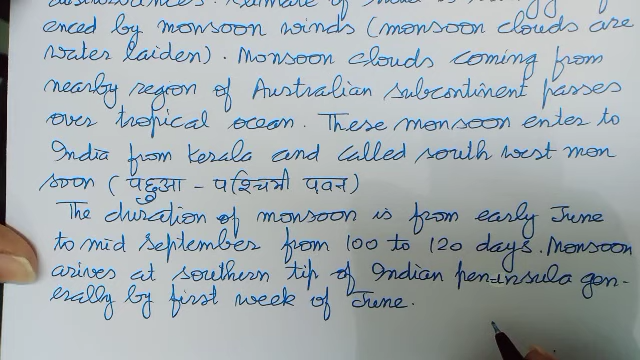 enced by monsoon winds (monsoon clouds are
water laiden). Monsoon clouds coming from
nearby region of Australian subcontinent passes
over tropical ocean. These monsoon enter to
India from Kerala and called south west mon
soon (पछुआ - पश्चिमी पवन)
The duration of monsoon is from early June
to mid September from 100 to 120 days. Monsoon
arives at southern tip of Indian peninsula gen-
erally by first week of June.